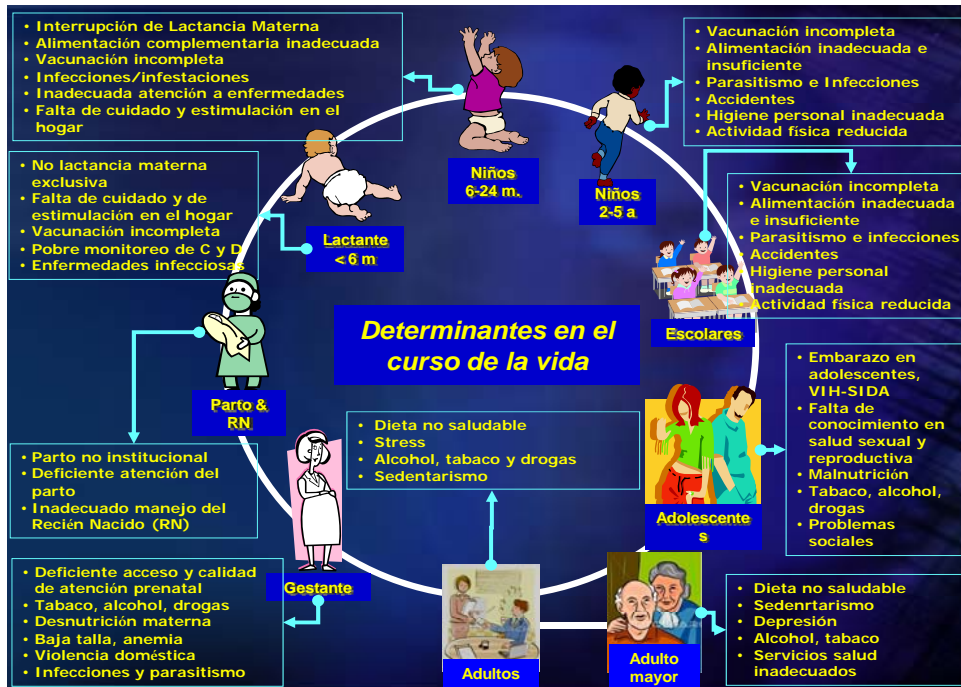 • Interrupción de Lactancia Materna
• Alimentación complementaria inadecuada
• Vacunación incompleta
• Infecciones/infestaciones
• Inadecuada atención a enfermedades
• Falta de cuidado y estimulación en el
hogar
• Vacunación incompleta
• Alimentación inadecuada e
insuficiente
• Parasitismo e Infecciones
• Accidentes
• Higiene personal inadecuada
• Actividad física reducida
Niños
6-24 m.
Niños
2-5 a
• No lactancia materna
exclusiva
• Falta de cuidado y de
estimulación en el hogar
• Vacunación incompleta
• Pobre monitoreo de C y D
• Enfermedades infecciosas
Lactante
< 6 m
• Vacunación incompleta
• Alimentación inadecuada
e insuficiente
• Parasitismo e infecciones
• Accidentes
• Higiene personal
inadecuada
• Actividad física reducida
Escolares
Determinantes en el
curso de la vida
Parto &
RN
• Parto no institucional
• Deficiente atención del
parto
• Inadecuado manejo del
Recién Nacido (RN)
• Dieta no saludable
• Stress
• Alcohol, tabaco y drogas
• Sedentarismo
• Embarazo en
adolescentes,
VIH-SIDA
• Falta de
conocimiento en
salud sexual y
reproductiva
• Malnutrición
• Tabaco, alcohol,
drogas
• Problemas
sociales
Adolescente
s
• Deficiente acceso y calidad
de atención prenatal
• Tabaco, alcohol, drogas
• Desnutrición materna
• Baja talla, anemia
• Violencia doméstica
• Infecciones y parasitismo
Gestante
Adultos
Adulto
mayor
• Dieta no saludable
• Sedenrtarismo
• Depresión
• Alcohol, tabaco
• Servicios salud
inadecuados